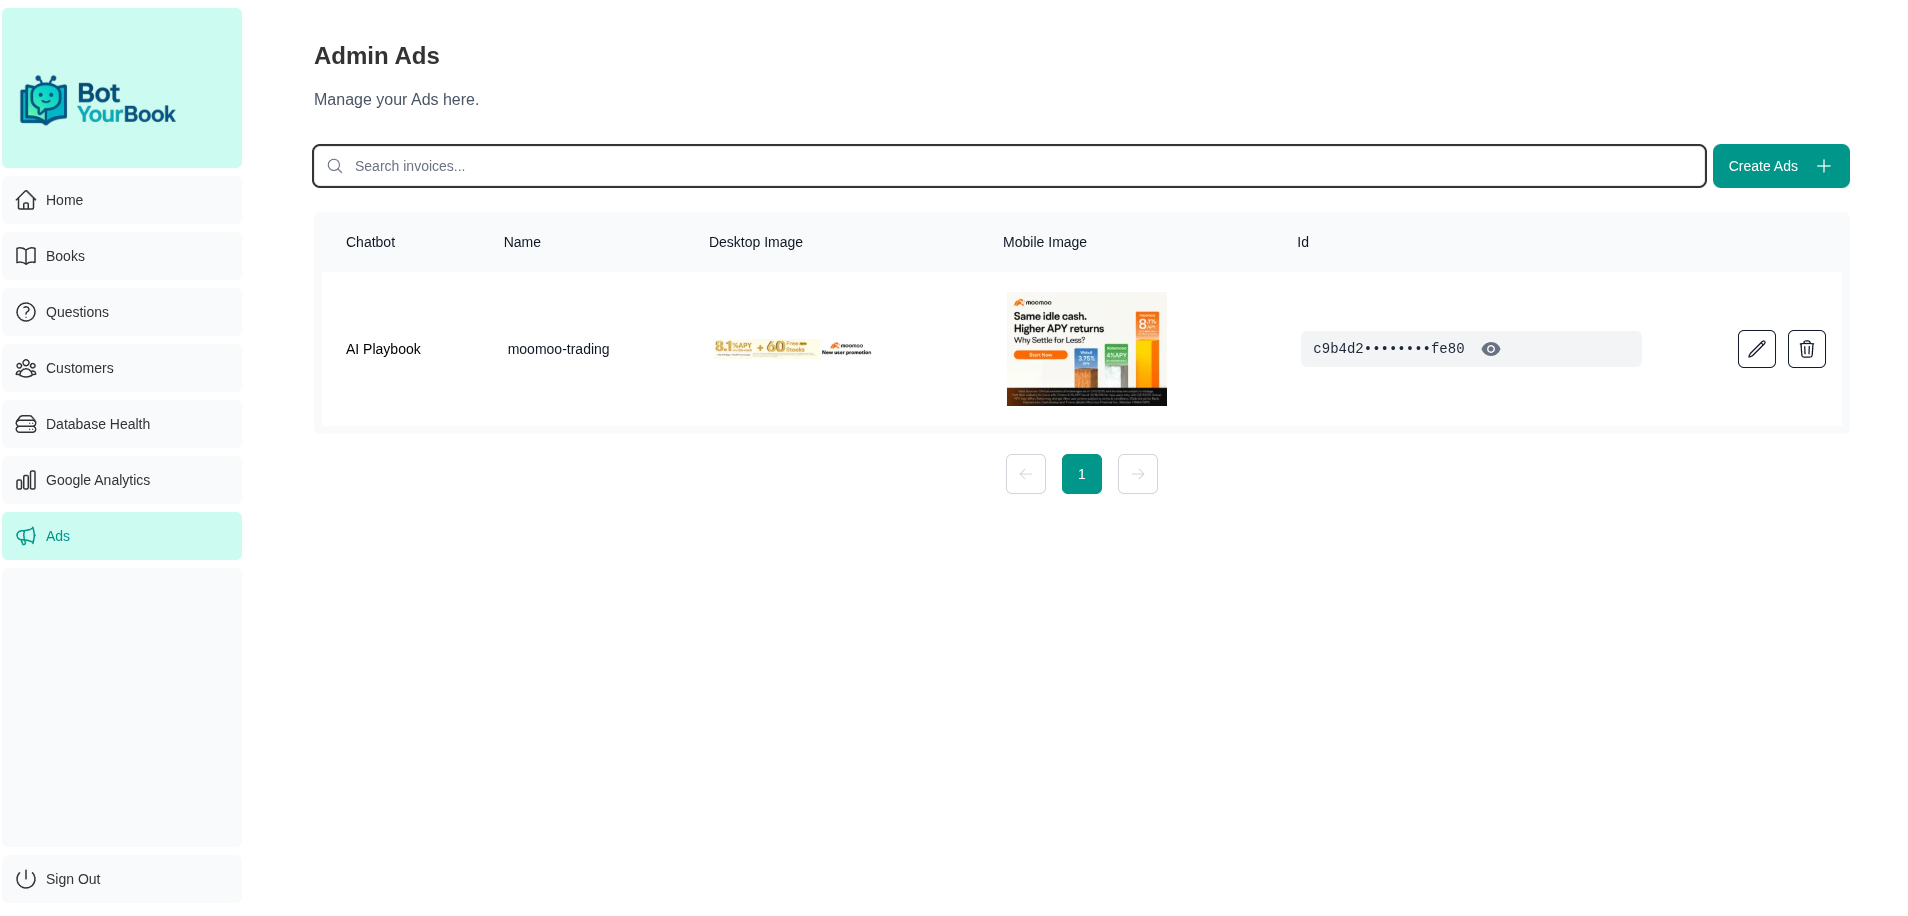 Bot
YourBook
Home
Books
Questions
Customers
Database Health
Google Analytics
Ads
Sign Out
Admin Ads
Manage your Ads here.
Search invoices...
Create Ads
Chatbot Name Desktop Image Mobile Image Id
AI Playbook
moomoo-trading
8.1%APY + 60 Free Stocks
moomoo
New user promotion
moomoo
Same idle cash.
Higher APY returns
Why Settle for Less?
Start Now
8.1%
3.75%
4%APY
c9b4d2••••••••fe80
1